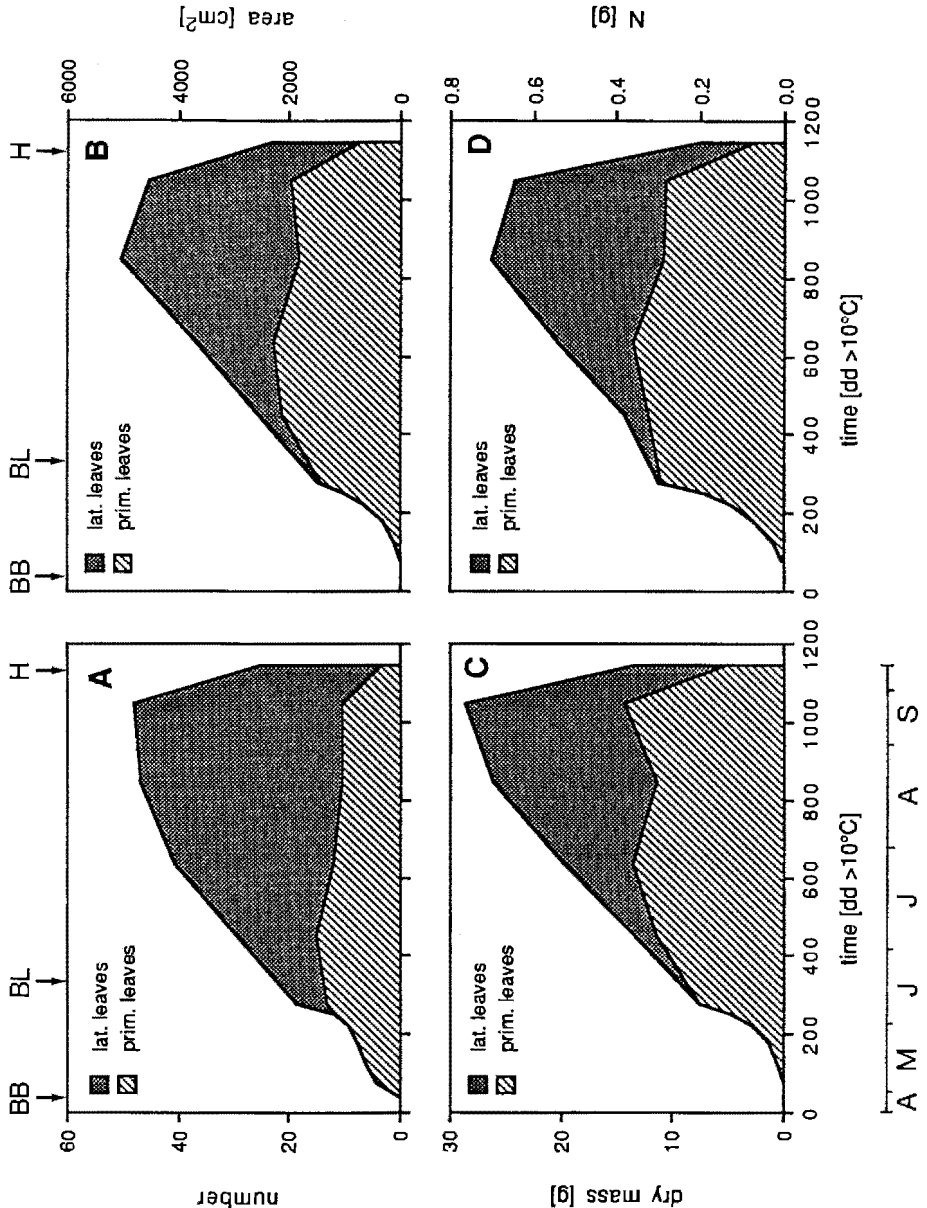 BB
BL
H
A
lat. leaves
prim. leaves
60
40
20
0
number
BB
BL
H
B
lat. leaves
prim. leaves
6000
4000
2000
0
area [cm²]
C
lat. leaves
prim. leaves
30
20
10
0
dry mass [g]
0 200 400 600 800 1000 1200
time [dd >10°C]
D
lat. leaves
prim. leaves
0.8
0.6
0.4
0.2
0.0
N [g]
0 200 400 600 800 1000 1200
time [dd >10°C]
A M J J A S